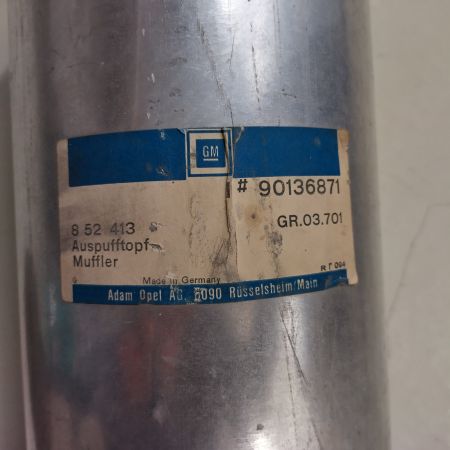 GM
# 90136871
8 52 413
GR.03.701
Auspufftopf
Muffler
Made in Germany
Adam Opel AG. 6090 Rüsselsheim/Main